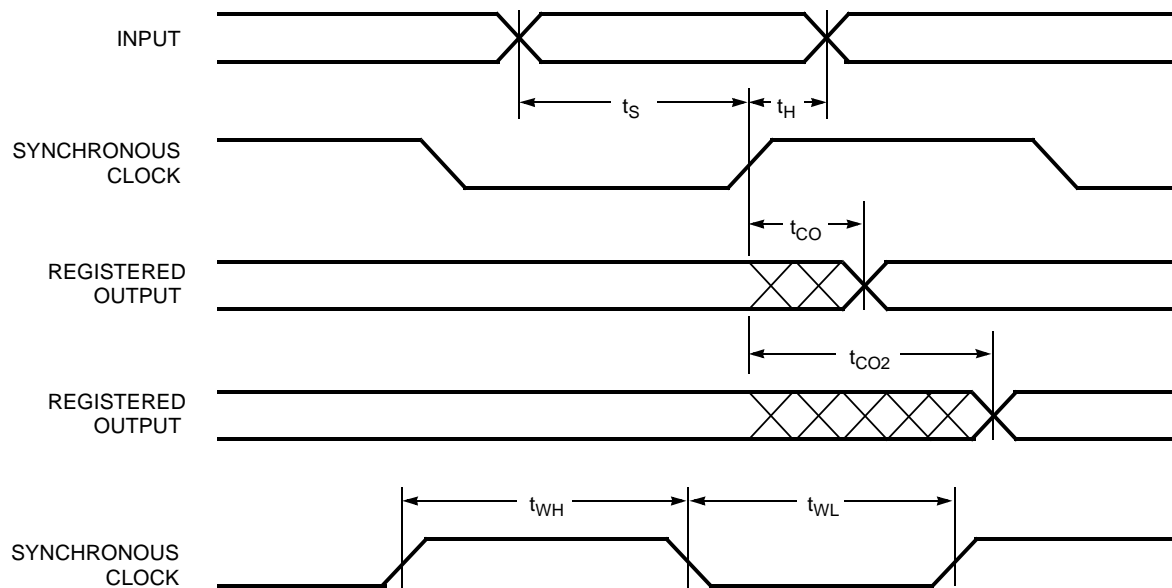 INPUT
tS
tH
SYNCHRONOUS
CLOCK
tCO
REGISTERED
OUTPUT
tCO2
REGISTERED
OUTPUT
tWH
tWL
SYNCHRONOUS
CLOCK